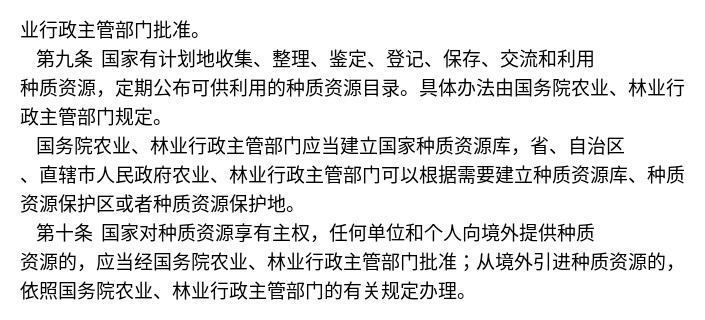 业行政主管部门批准。
第九条 国家有计划地收集、整理、鉴定、登记、保存、交流和利用
种质资源，定期公布可供利用的种质资源目录。具体办法由国务院农业、林业行
政主管部门规定。
国务院农业、林业行政主管部门应当建立国家种质资源库，省、自治区
、直辖市人民政府农业、林业行政主管部门可以根据需要建立种质资源库、种质
资源保护区或者种质资源保护地。
第十条 国家对种质资源享有主权，任何单位和个人向境外提供种质
资源的，应当经国务院农业、林业行政主管部门批准；从境外引进种质资源的，
依照国务院农业、林业行政主管部门的有关规定办理。